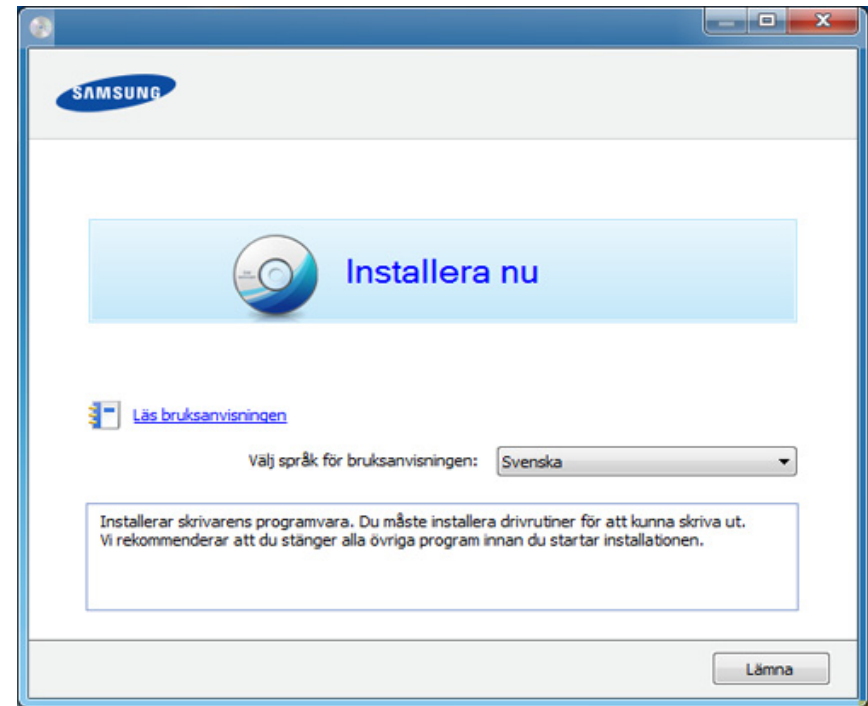 SAMSUNG
Installera nu
Läs bruksanvisningen
Välj språk för bruksanvisningen: Svenska
Installerar skrivarens programvara. Du måste installera drivrutiner för att kunna skriva ut.
Vi rekommenderar att du stänger alla övriga program innan du startar installationen.
Lämna